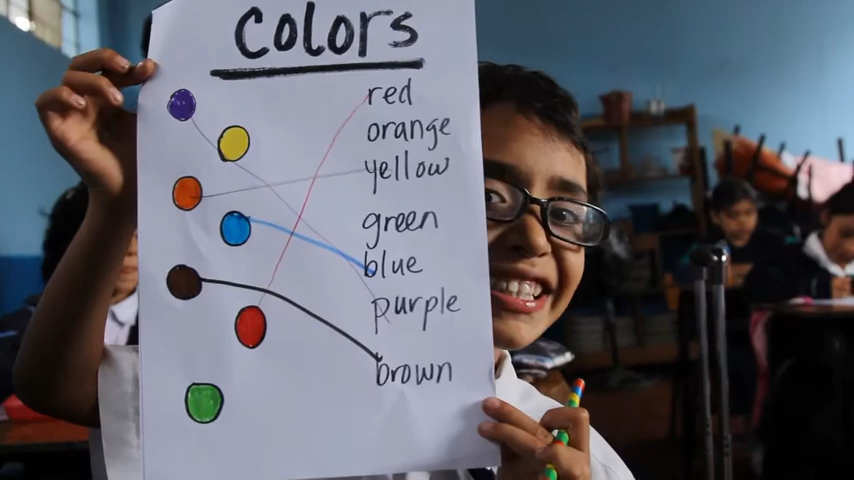 Colors
red
orange
yellow
green
blue
purple
brown